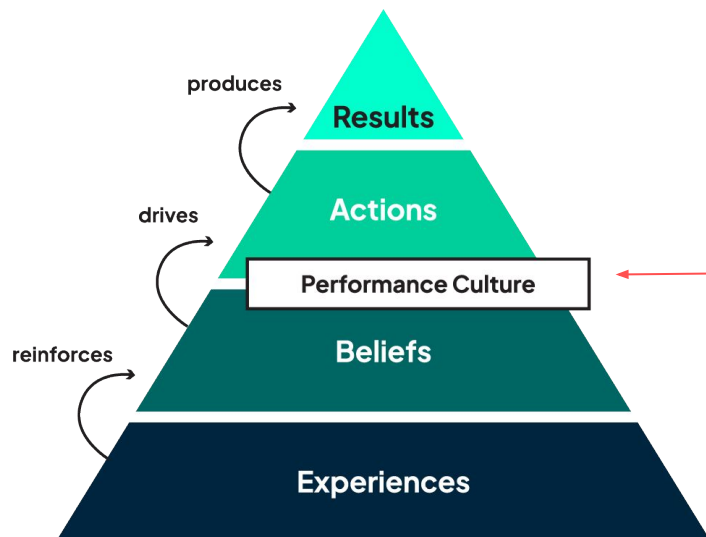 produces
Results
drives
Actions
Performance Culture
reinforces
Beliefs
Experiences